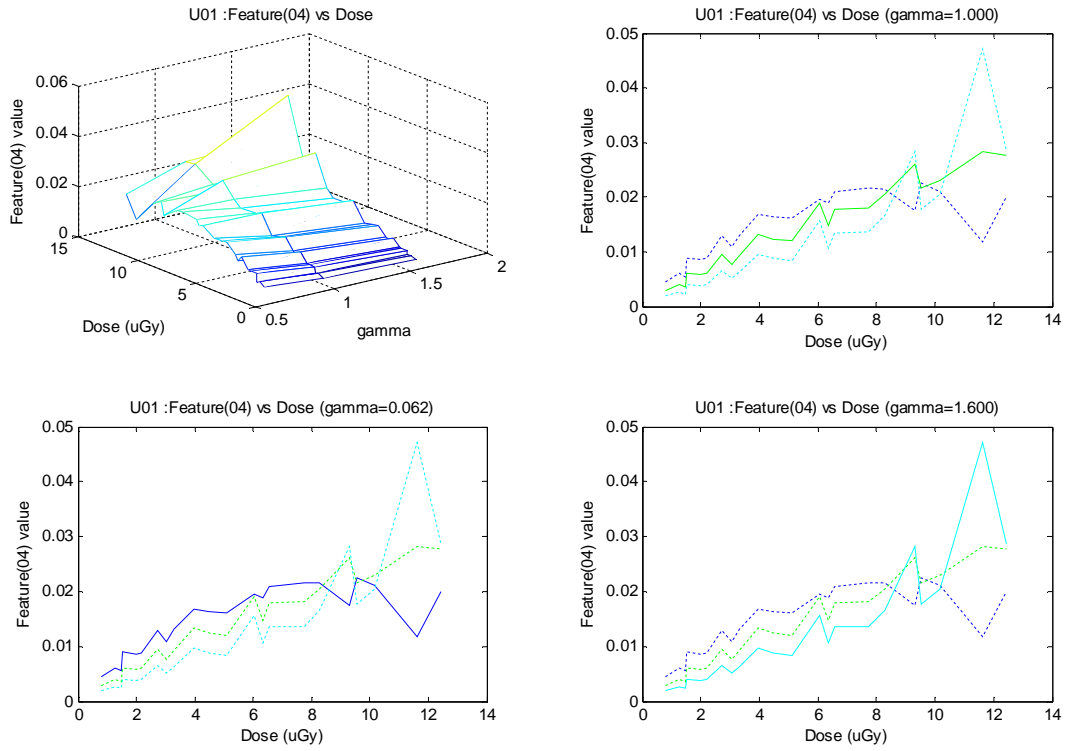 U01 :Feature(04) vs Dose
0.06
0.04
0.02
0
Feature(04) value
15
10
5
0
Dose (uGy)
0.5
1
1.5
2
gamma
U01 :Feature(04) vs Dose (gamma=1.000)
0.05
0.04
0.03
0.02
0.01
0
Feature(04) value
0 2 4 6 8 10 12 14
Dose (uGy)
U01 :Feature(04) vs Dose (gamma=0.062)
0.05
0.04
0.03
0.02
0.01
0
Feature(04) value
0 2 4 6 8 10 12 14
Dose (uGy)
U01 :Feature(04) vs Dose (gamma=1.600)
0.05
0.04
0.03
0.02
0.01
0
Feature(04) value
0 2 4 6 8 10 12 14
Dose (uGy)